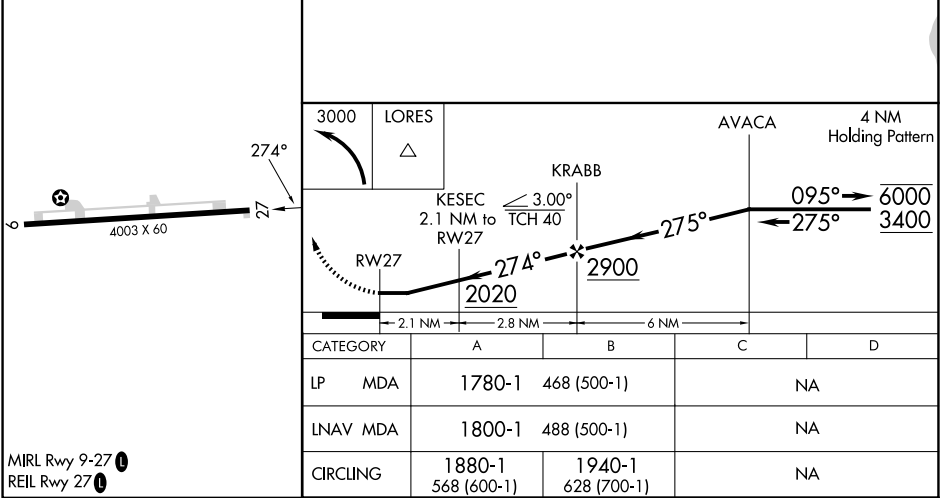 274°
9
27
4003 X 60
MIRL Rwy 9-27 L
REIL Rwy 27 L
3000
LORES
AVACA
4 NM
Holding Pattern
KRABB
KESEC
2.1 NM to
RW27
3.00°
TCH 40
095°
6000
275°
3400
275°
RW27
274°
2900
2020
2.1 NM
2.8 NM
6 NM
CATEGORY A B C D
LP MDA 1780-1 468 (500-1) NA
LNAV MDA 1800-1 488 (500-1) NA
CIRCLING 1880-1 568 (600-1) 1940-1 628 (700-1) NA